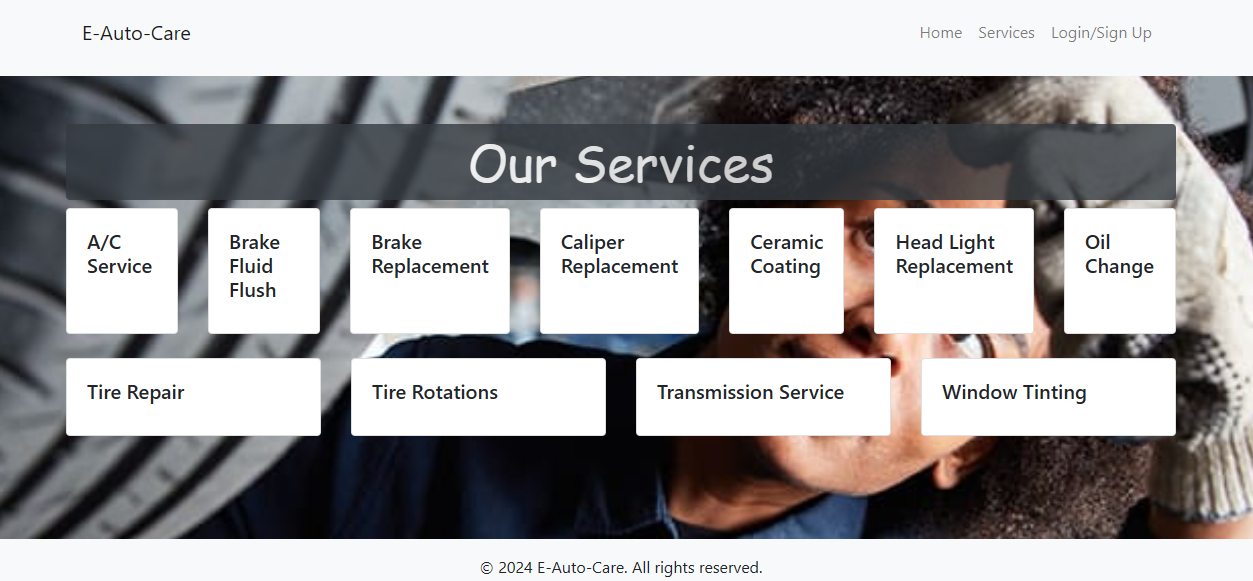 E-Auto-Care
Home Services Login/Sign Up
Our Services
A/C
Service
Brake
Fluid
Flush
Brake
Replacement
Caliper
Replacement
Ceramic
Coating
Head Light
Replacement
Oil
Change
Tire Repair
Tire Rotations
Transmission Service
Window Tinting
© 2024 E-Auto-Care. All rights reserved.